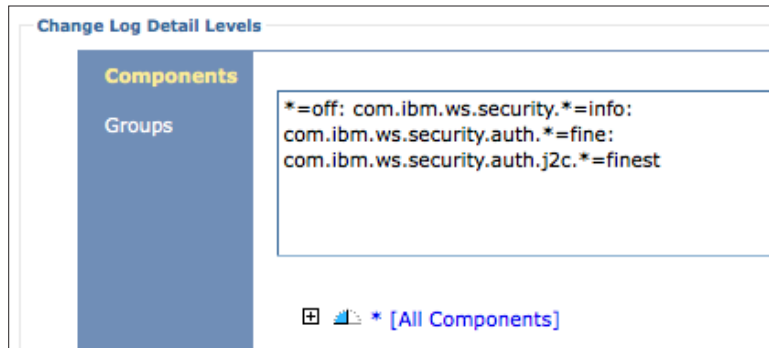 Change Log Detail Levels
Components
Groups
*=off: com.ibm.ws.security.*=info:
com.ibm.ws.security.auth.*=fine:
com.ibm.ws.security.auth.j2c.*=finest
* [All Components]